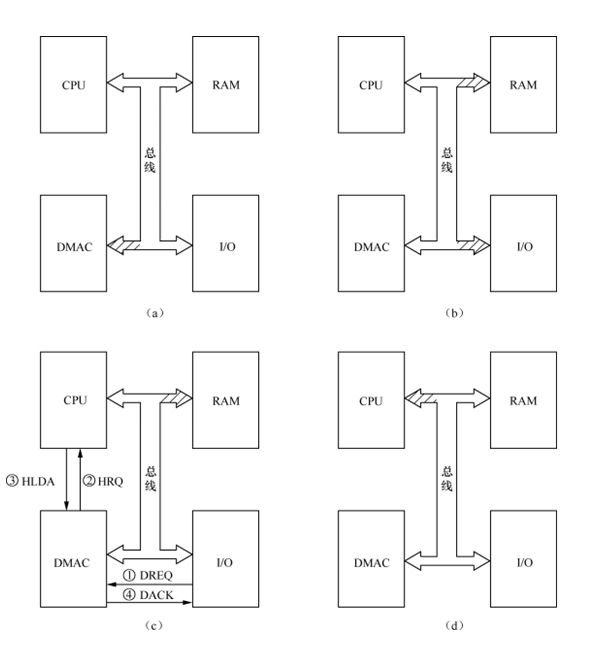 CPU RAM CPU RAM
总线 总线
DMAC I/O DMAC I/O
（a） （b）
CPU RAM CPU RAM
③ HLDA ② HRQ 总线 总线
DMAC I/O DMAC I/O
① DREQ
④ DACK
（c） （d）